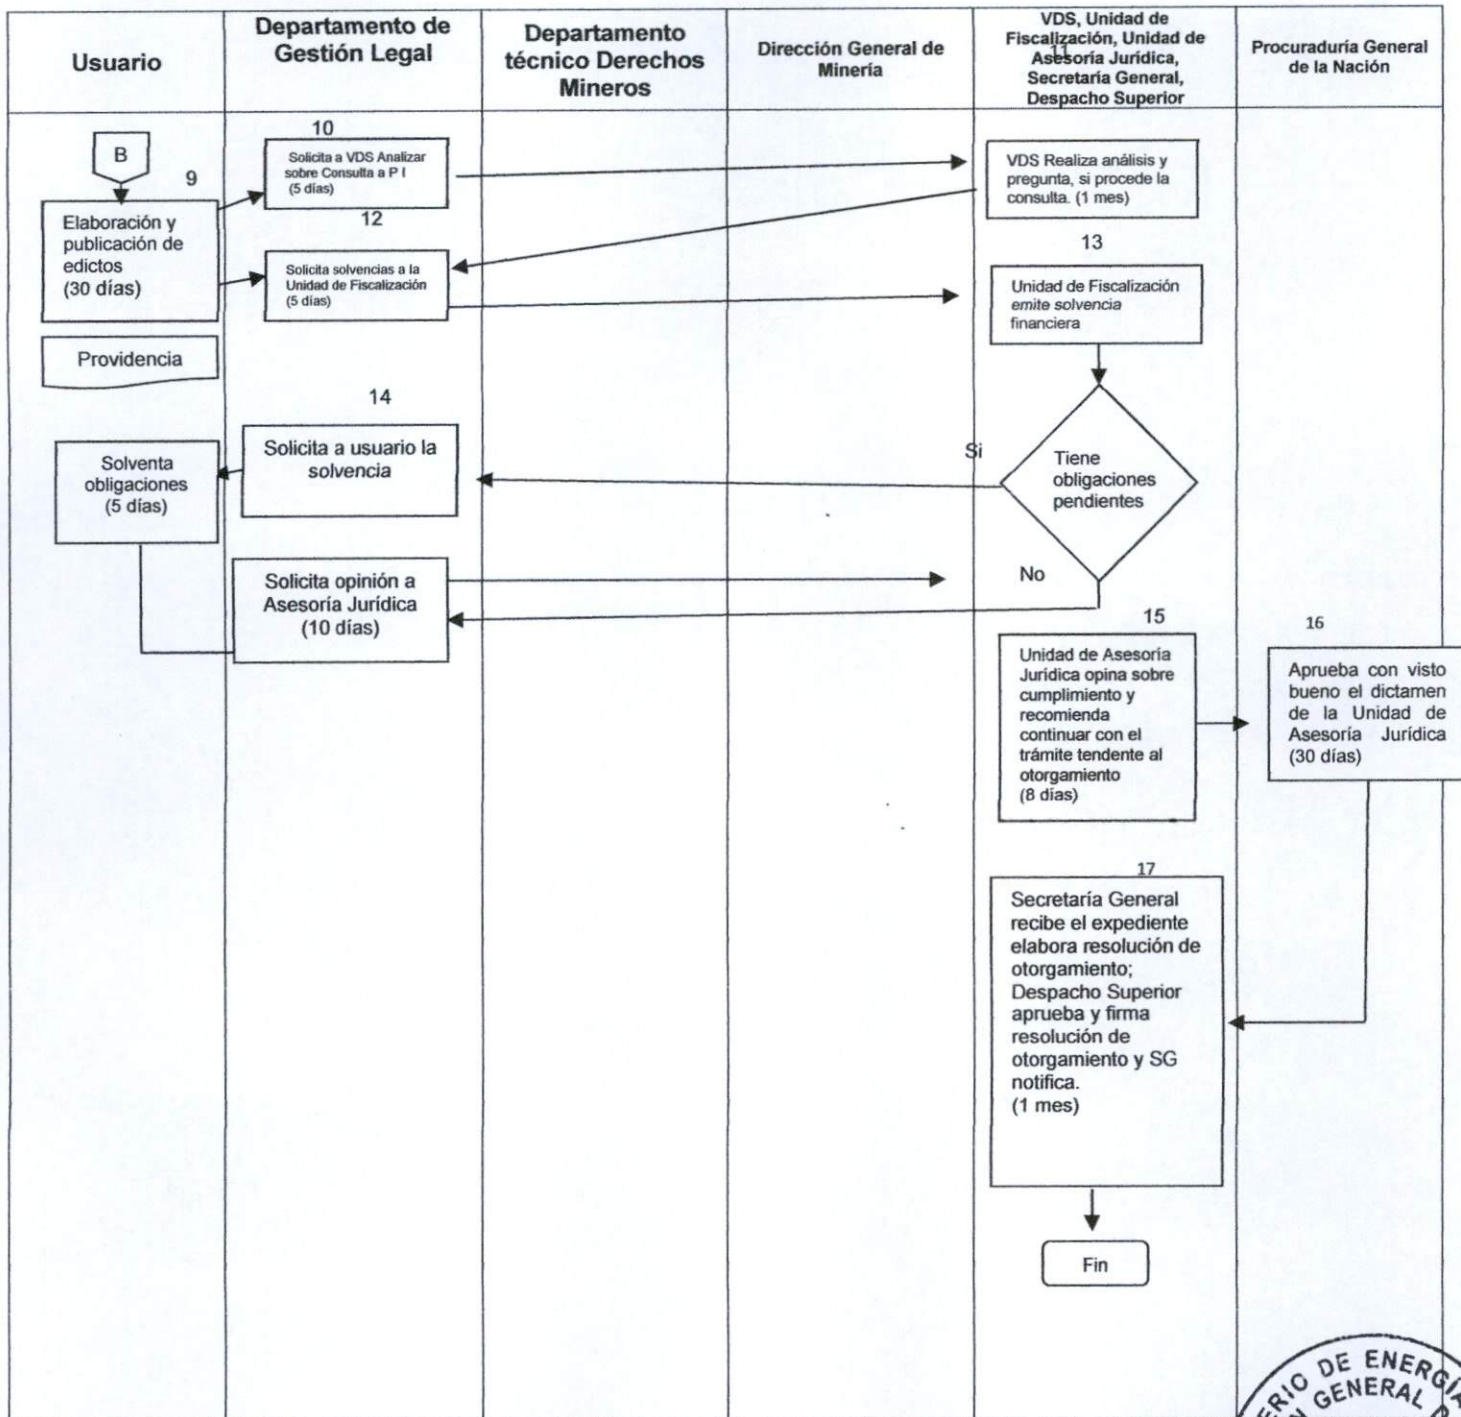 Usuario
Departamento de
Gestión Legal
Departamento
técnico Derechos
Mineros
Dirección General de
Minería
VDS, Unidad de
Fiscalización, Unidad de
11
Asesoría Jurídica,
Secretaría General,
Despacho Superior
Procuraduría General
de la Nación
B
9
Elaboración y
publicación de
edictos
(30 días)
Providencia
10
Solicita a VDS Analizar
sobre Consulta a P I
(5 días)
12
Solicita solvencias a la
Unidad de Fiscalización
(5 días)
VDS Realiza análisis y
pregunta, si procede la
consulta. (1 mes)
13
Unidad de Fiscalización
emite solvencia
financiera
14
Solicita a usuario la
solvencia
Solventa
obligaciones
(5 días)
Si
Tiene
obligaciones
pendientes
No
Solicita opinión a
Asesoría Jurídica
(10 días)
15
Unidad de Asesoría
Jurídica opina sobre
cumplimiento y
recomienda
continuar con el
trámite tendente al
otorgamiento
(8 días)
16
Aprueba con visto
bueno el dictamen
de la Unidad de
Asesoría Jurídica
(30 días)
17
Secretaría General
recibe el expediente
elabora resolución de
otorgamiento;
Despacho Superior
aprueba y firma
resolución de
otorgamiento y SG
notifica.
(1 mes)
Fin
DE ENERGÍA
GENERAL